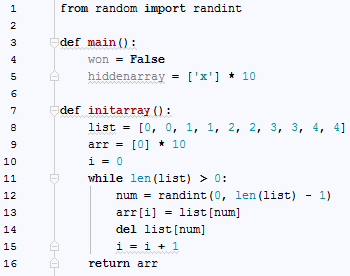 1 from random import randint
2
3 def main():
4     won = False
5     hiddenarray = ['x'] * 10
6
7 def initarray():
8     list = [0, 0, 1, 1, 2, 2, 3, 3, 4, 4]
9     arr = [0] * 10
10     i = 0
11     while len(list) > 0:
12         num = randint(0, len(list) - 1)
13         arr[i] = list[num]
14         del list[num]
15         i = i + 1
16     return arr